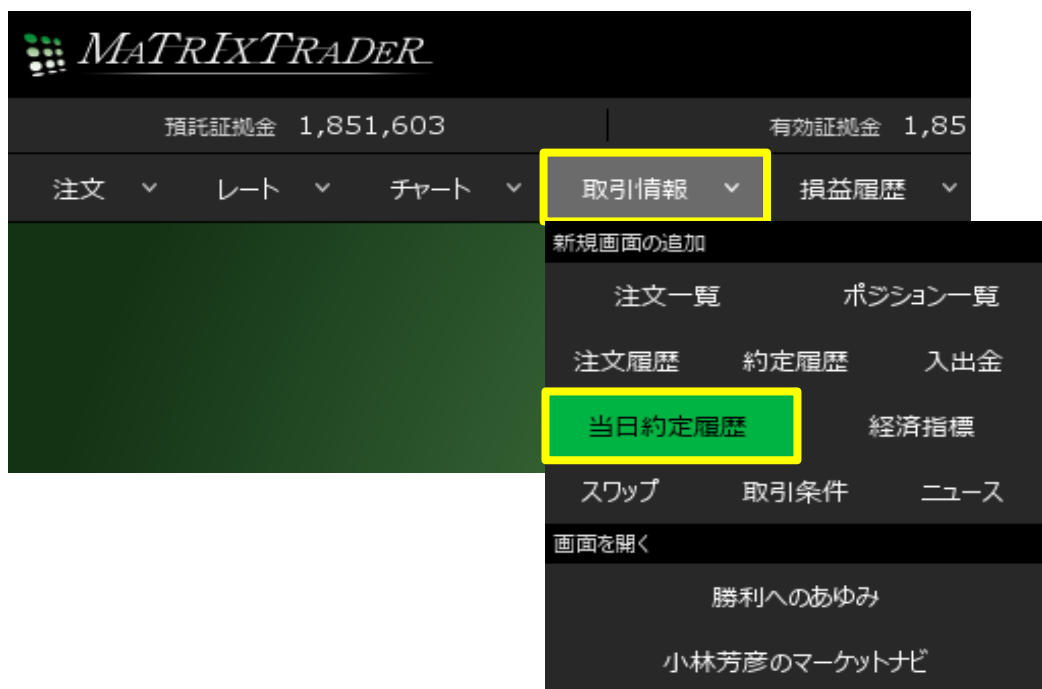 MATRIXTRADER
預託証拠金 1,851,603 有効証拠金 1,85
注文 レート チャート 取引情報 損益履歴
新規画面の追加
注文一覧 ポジション一覧
注文履歴 約定履歴 入出金
当日約定履歴 経済指標
スワップ 取引条件 ニュース
画面を開く
勝利へのあゆみ
小林芳彦のマーケットナビ